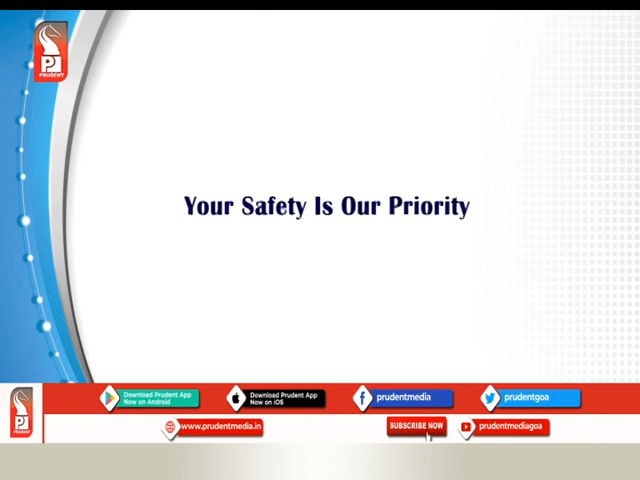 PJ
PRUDENT
Your Safety Is Our Priority
PRUDENT
Download Prudent App
Now on Android
Download Prudent App
Now on iOS
prudentmedia
prudentgoa
www.prudentmedia.in
SUBSCRIBE NOW
prudentmediagoa